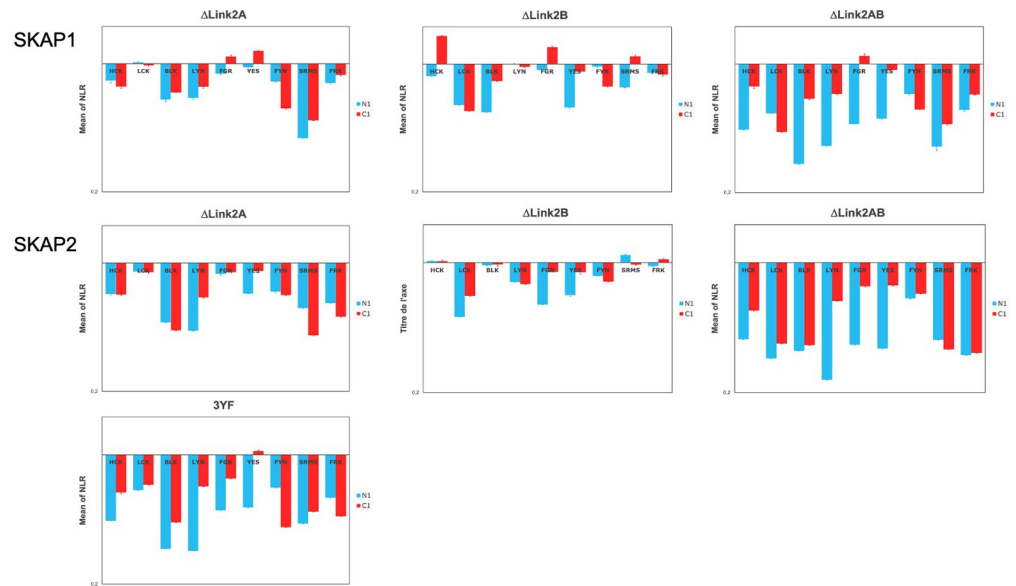 SKAP1
ΔLink2A
Mean of NLR
HCK LCK BLK LYN FGR YES FYN SRMS FRK
N1
C1
0,2
ΔLink2B
Mean of NLR
HCK LCK BLK LYN FGR YES FYN SRMS FRK
N1
C1
0,2
ΔLink2AB
Mean of NLR
HCK LCK BLK LYN FGR YES FYN SRMS FRK
N1
C1
0,2
SKAP2
ΔLink2A
Mean of NLR
HCK LCK BLK LYN FGR YES FYN SRMS FRK
N1
C1
0,2
ΔLink2B
Titre de l'axe
HCK LCK BLK LYN FGR YES FYN SRMS FRK
N1
C1
0,2
ΔLink2AB
Mean of NLR
HCK LCK BLK LYN FGR YES FYN SRMS FRK
N1
C1
0,2
3YF
Mean of NLR
HCK LCK BLK LYN FGR YES FYN SRMS FRK
N1
C1
0,2